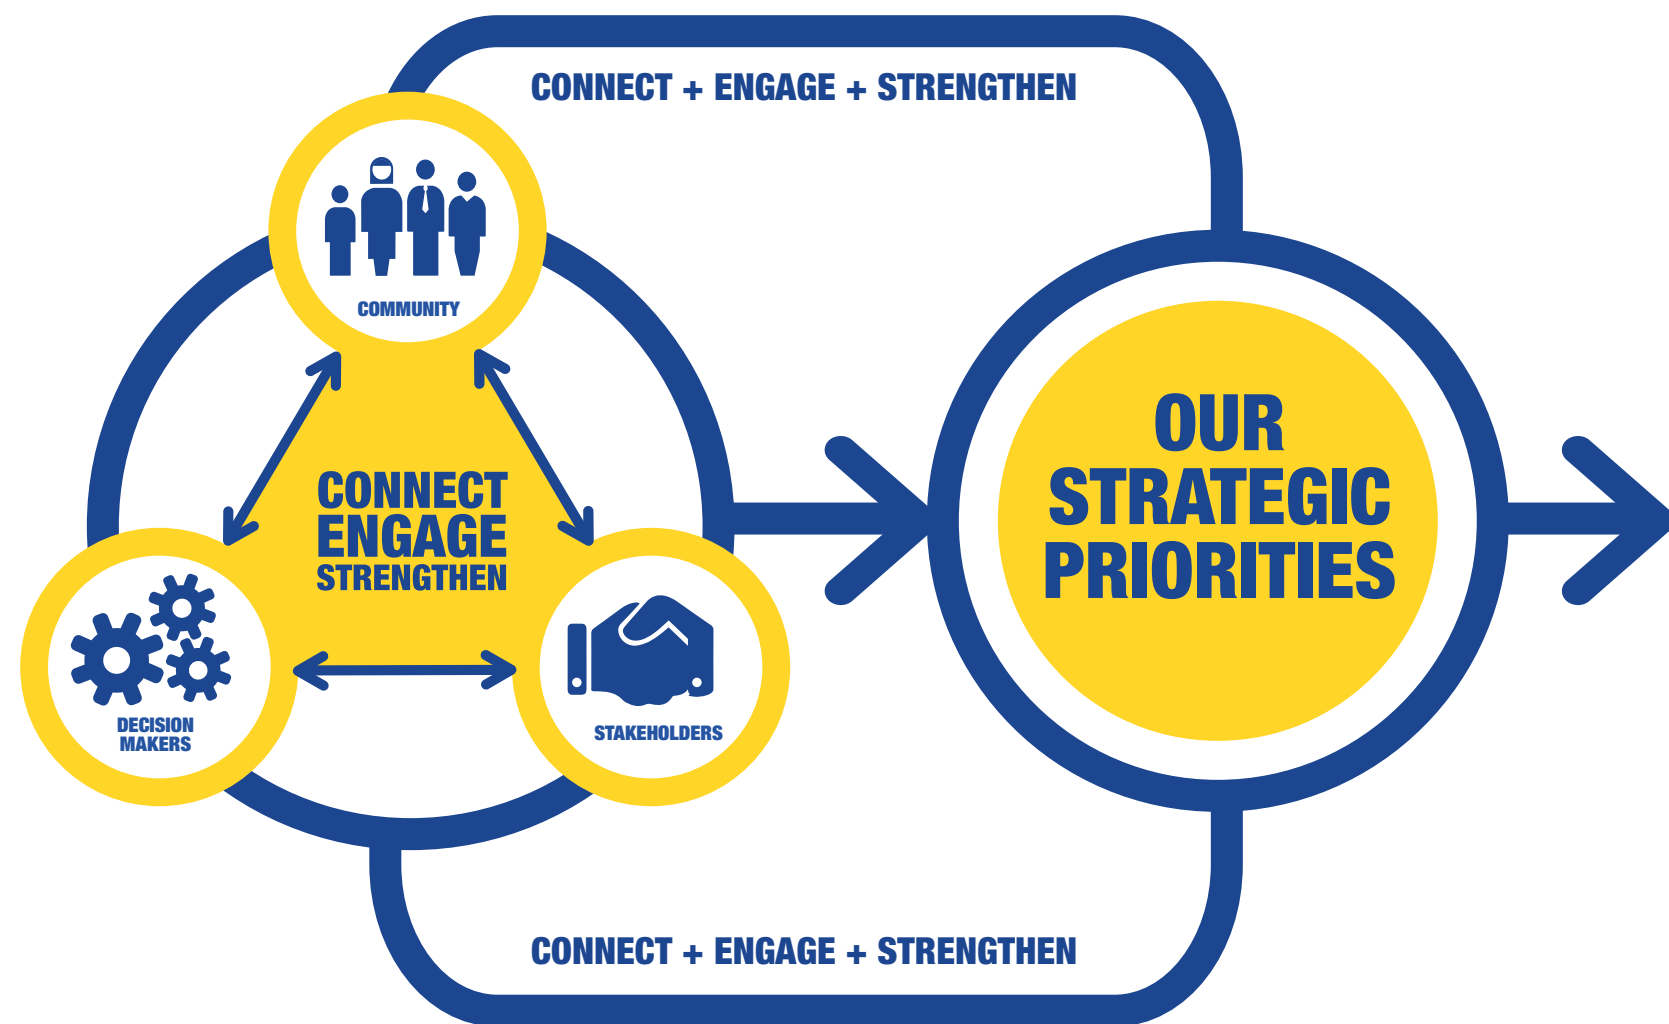 CONNECT + ENGAGE + STRENGTHEN
COMMUNITY
CONNECT
ENGAGE
STRENGTHEN
DECISION
MAKERS
STAKEHOLDERS
OUR
STRATEGIC
PRIORITIES
CONNECT + ENGAGE + STRENGTHEN